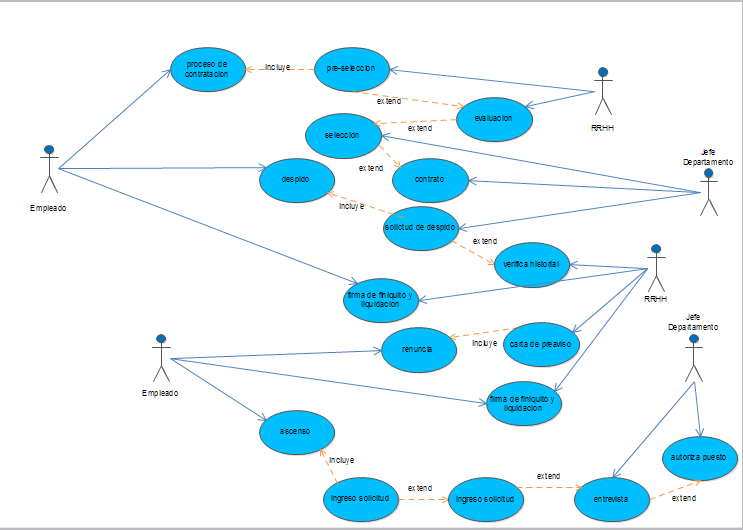 proceso de
contratacion
Incluye
pre-seleccion
extend
evaluacion
RRHH
extend
seleccion
extend
Jefe
Departamento
despido
contrato
Empleado
Incluye
solicitud de despido
extend
verifica historial
firma de finiquito y
liquidacion
RRHH
Jefe
Departamento
renuncia
Incluye
carta de preaviso
Empleado
firma de finiquito y
liquidacion
ascenso
Incluye
autoriza puesto
extend
extend
ingreso solicitud
ingreso solicitud
entrevista
extend